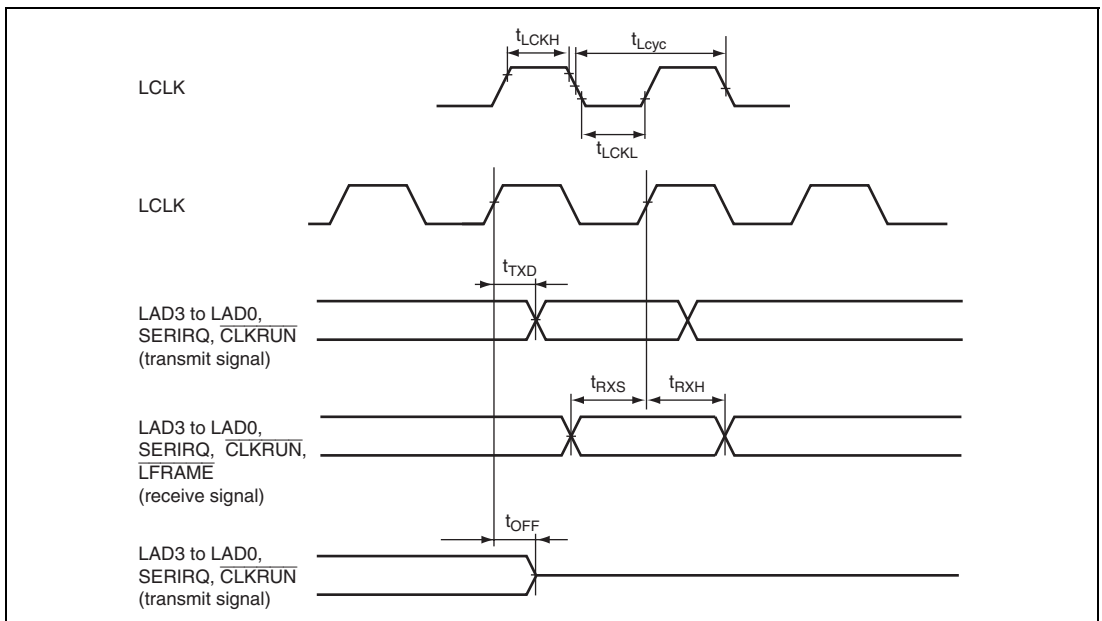 tLCKH
tLcyc
LCLK
tLCKL
LCLK
tTXD
LAD3 to LAD0,
SERIRQ, CLKRUN
(transmit signal)
tRXS
tRXH
LAD3 to LAD0,
SERIRQ, CLKRUN,
LFRAME
(receive signal)
tOFF
LAD3 to LAD0,
SERIRQ, CLKRUN
(transmit signal)